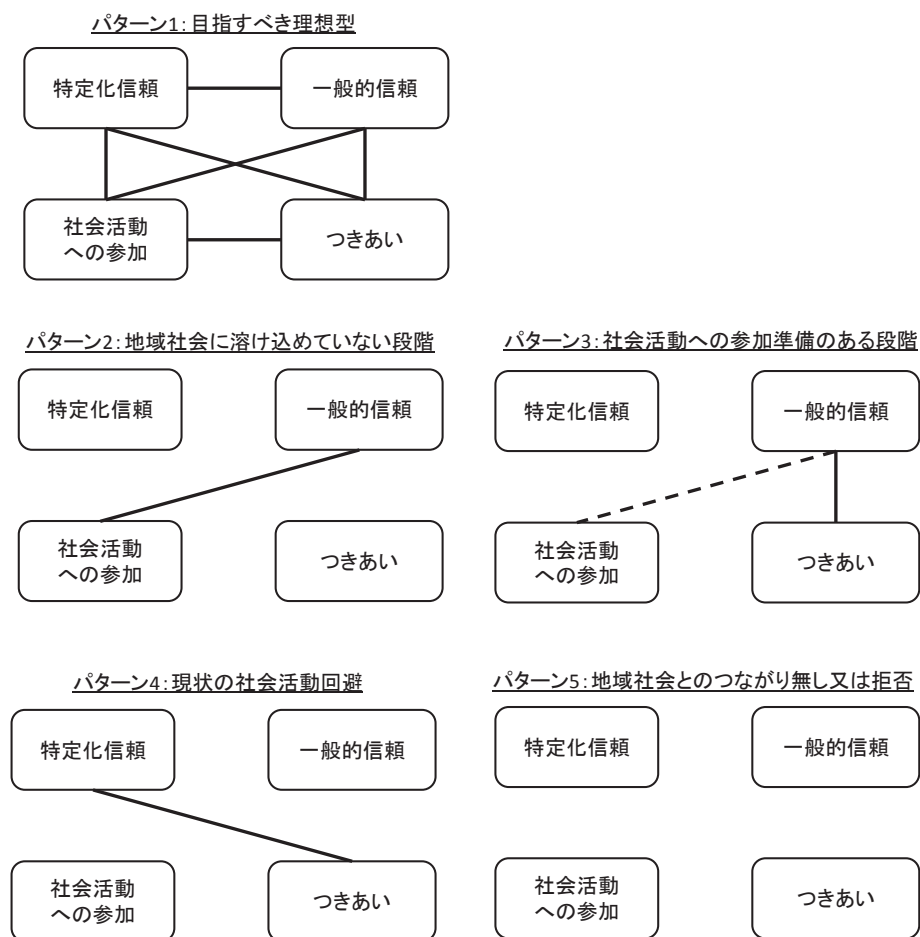 パターン1：目指すべき理想型
特定化信頼
一般的信頼
社会活動
への参加
つきあい
パターン2：地域社会に溶け込めていない段階
特定化信頼
一般的信頼
社会活動
への参加
つきあい
パターン3：社会活動への参加準備のある段階
特定化信頼
一般的信頼
社会活動
への参加
つきあい
パターン4：現状の社会活動回避
特定化信頼
一般的信頼
社会活動
への参加
つきあい
パターン5：地域社会とのつながり無し又は拒否
特定化信頼
一般的信頼
社会活動
への参加
つきあい